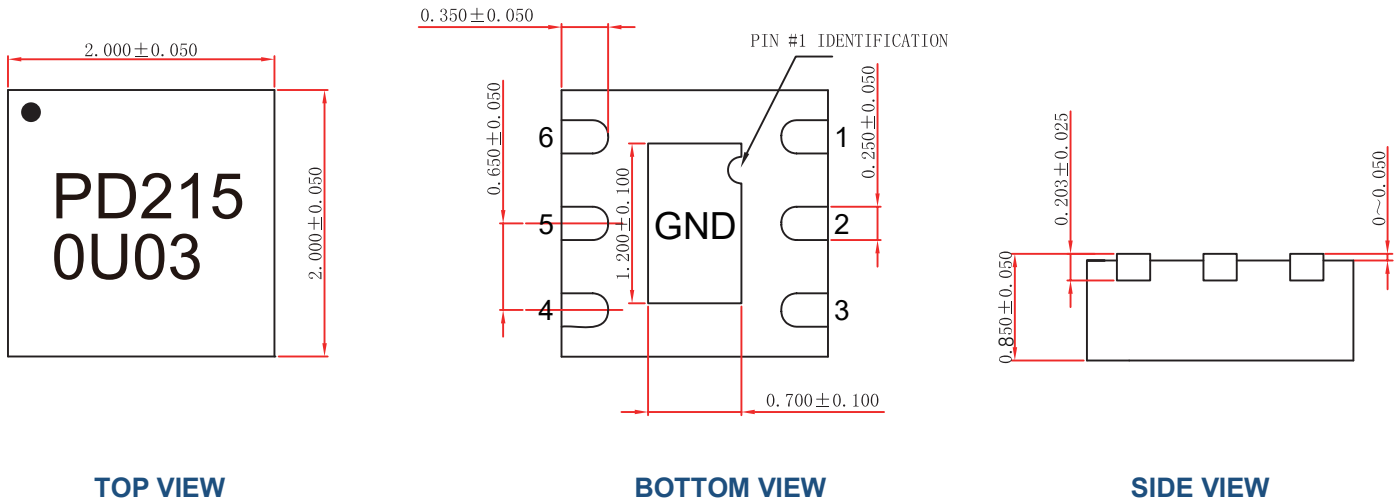 2.000±0.050
PD215
0U03
2.000±0.050
TOP VIEW
0.350±0.050
PIN #1 IDENTIFICATION
0.650±0.050
6
5
4
1.200±0.100
GND
1
2
3
0.250±0.050
0.700±0.100
BOTTOM VIEW
0.203±0.025
0~0.050
0.850±0.050
SIDE VIEW